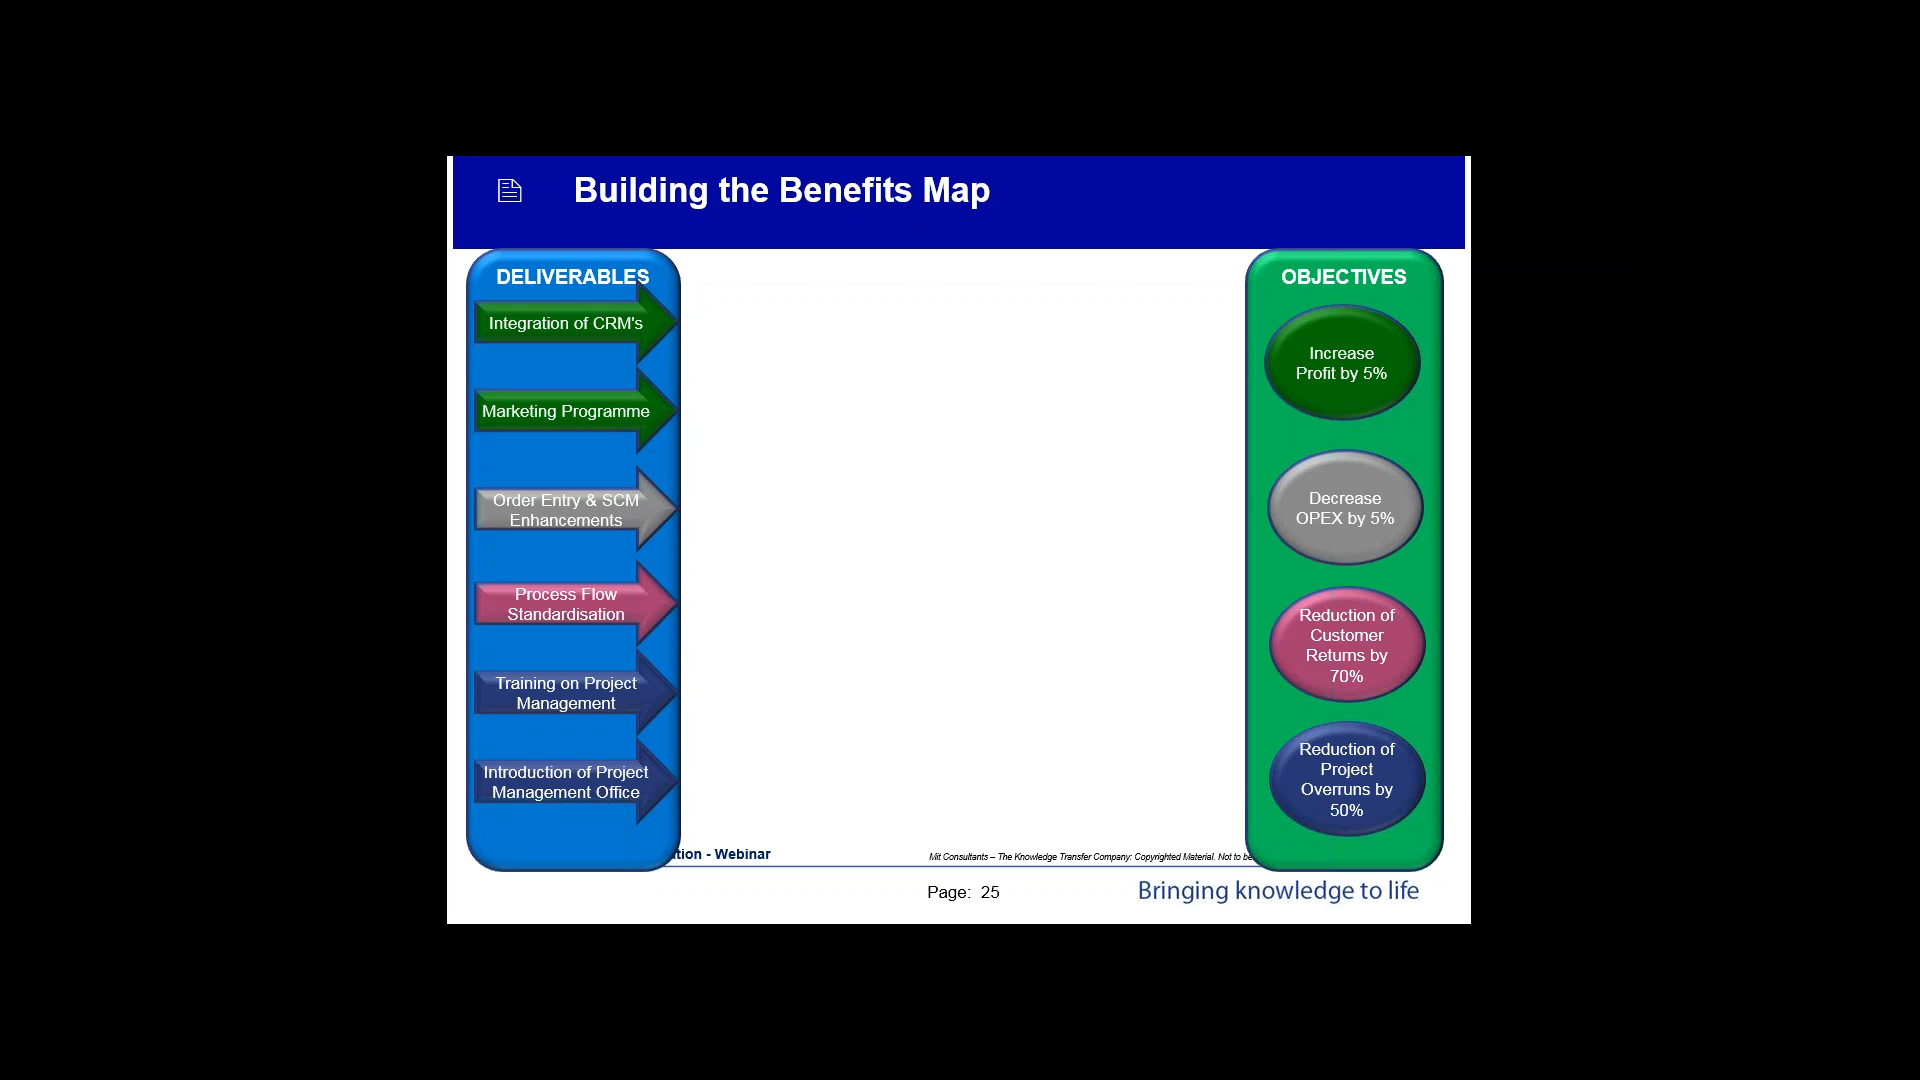 Building the Benefits Map
DELIVERABLES
Integration of CRM's
Marketing Programme
Order Entry & SCM
Enhancements
Process Flow
Standardisation
Training on Project
Management
Introduction of Project
Management Office
OBJECTIVES
Increase
Profit by 5%
Decrease
OPEX by 5%
Reduction of
Customer
Returns by
70%
Reduction of
Project
Overruns by
50%
- Webinar
Mit Consultants – The Knowledge Transfer Company: Copyrighted Material. Not to be
Page: 25
Bringing knowledge to life